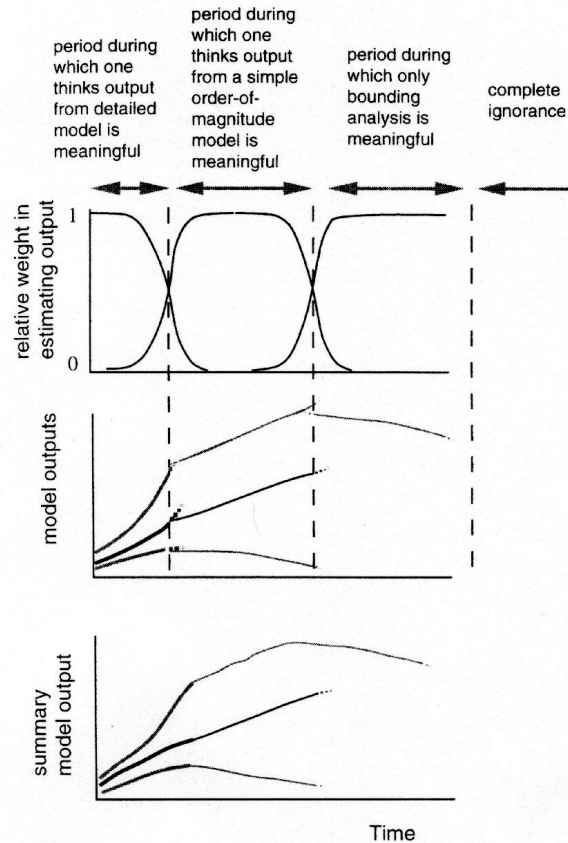 period during
which one
thinks output
from detailed
model is
meaningful
period during
which one
thinks output
from a simple
order-of-
magnitude
model is
meaningful
period during
which only
bounding
analysis is
meaningful
complete
ignorance
relative weight in
estimating output
1
0
model outputs
summary
model output
Time